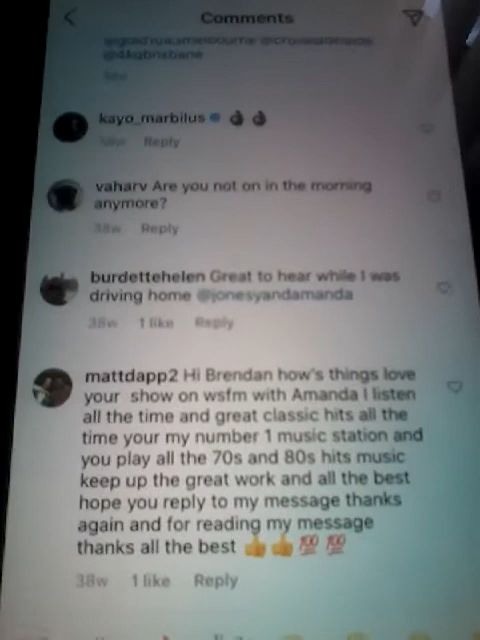 Comments
@4kqbrisbane
38w
kayo_marbilus 👌🏿 👌🏿
38w Reply
vaharv Are you not on in the morning
anymore?
38w Reply
burdettehelen Great to hear while I was
driving home @jonesyandamanda
38w 1 like Reply
mattdapp2 Hi Brendan how's things love
your show on wsfm with Amanda I listen
all the time and great classic hits all the
time your my number 1 music station and
you play all the 70s and 80s hits music
keep up the great work and all the best
hope you reply to my message thanks
again and for reading my message
thanks all the best 👍👍💯💯
38w 1 like Reply